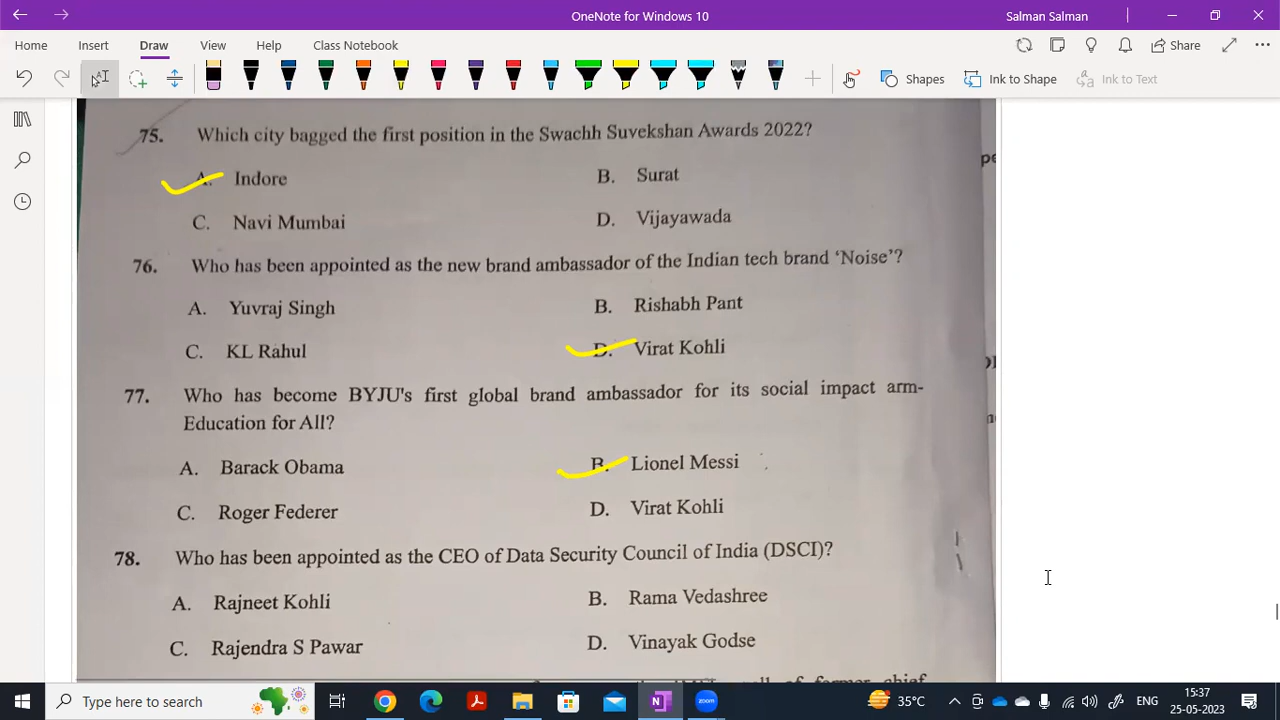 OneNote for Windows 10
Salman Salman
Home Insert Draw View Help Class Notebook
Share
Shapes Ink to Shape Ink to Text
75. Which city bagged the first position in the Swachh Suvekshan Awards 2022?
A. Indore B. Surat
C. Navi Mumbai D. Vijayawada
76. Who has been appointed as the new brand ambassador of the Indian tech brand ‘Noise’?
A. Yuvraj Singh B. Rishabh Pant
C. KL Rahul D. Virat Kohli
77. Who has become BYJU's first global brand ambassador for its social impact arm-
Education for All?
A. Barack Obama B. Lionel Messi
C. Roger Federer D. Virat Kohli
78. Who has been appointed as the CEO of Data Security Council of India (DSCI)?
A. Rajneet Kohli B. Rama Vedashree
C. Rajendra S Pawar D. Vinayak Godse
of former chief
Type here to search
zoom
35°C
ENG
15:37
25-05-2023